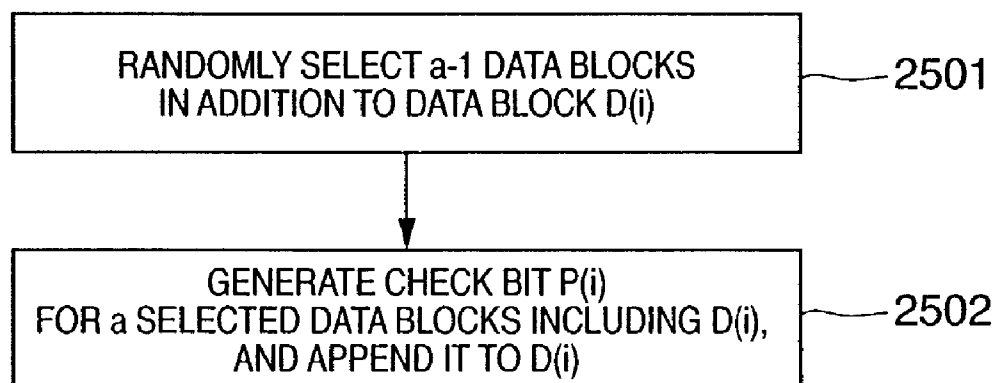 RANDOMLY SELECT a-1 DATA BLOCKS
IN ADDITION TO DATA BLOCK D(i)
2501
GENERATE CHECK BIT P(i)
FOR a SELECTED DATA BLOCKS INCLUDING D(i),
AND APPEND IT TO D(i)
2502